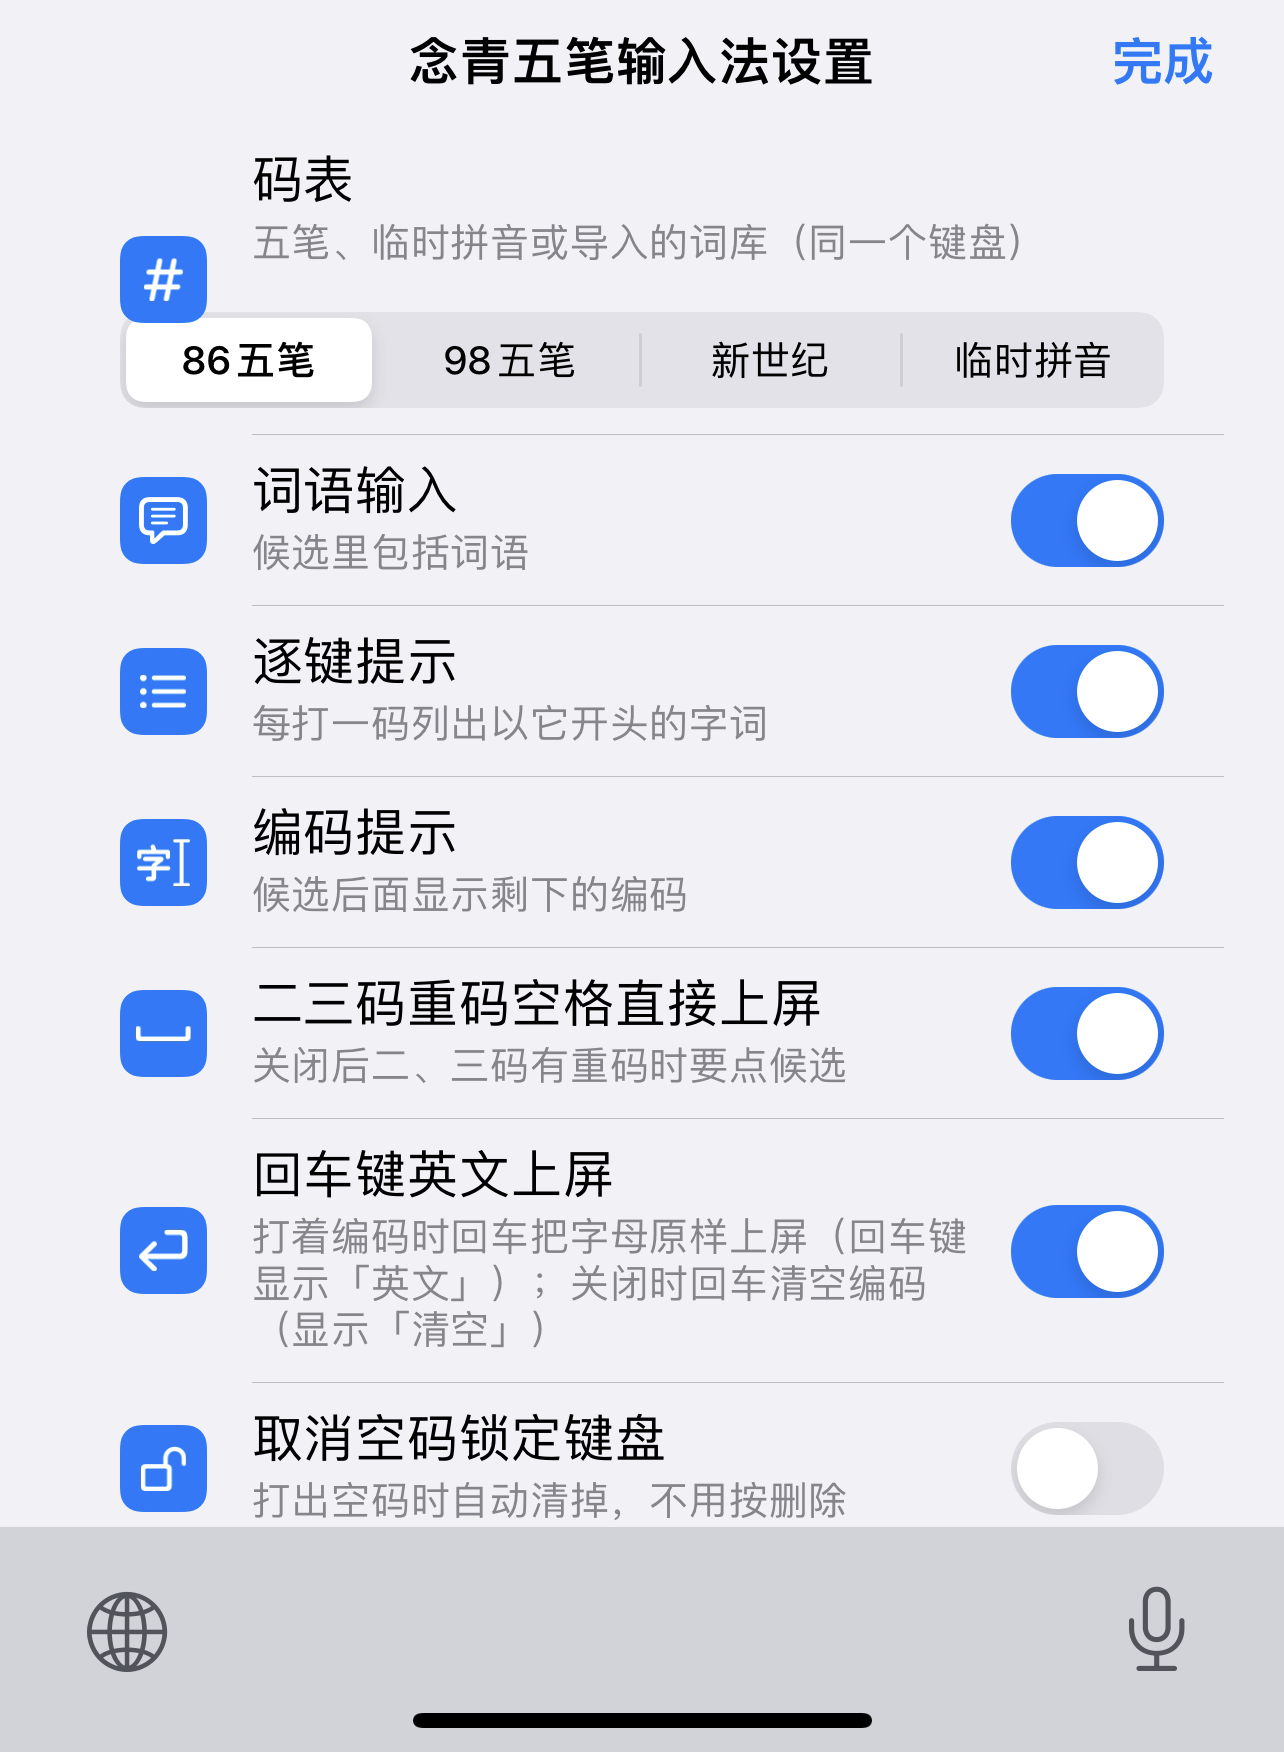 念青五笔输入法设置
完成
码表
五笔、临时拼音或导入的词库（同一个键盘）
86五笔
98五笔
新世纪
临时拼音
词语输入
候选里包括词语
逐键提示
每打一码列出以它开头的字词
字
编码提示
候选后面显示剩下的编码
二三码重码空格直接上屏
关闭后二、三码有重码时要点候选
回车键英文上屏
打着编码时回车把字母原样上屏（回车键
显示「英文」）；关闭时回车清空编码
（显示「清空」）
取消空码锁定键盘
打出空码时自动清掉，不用按删除